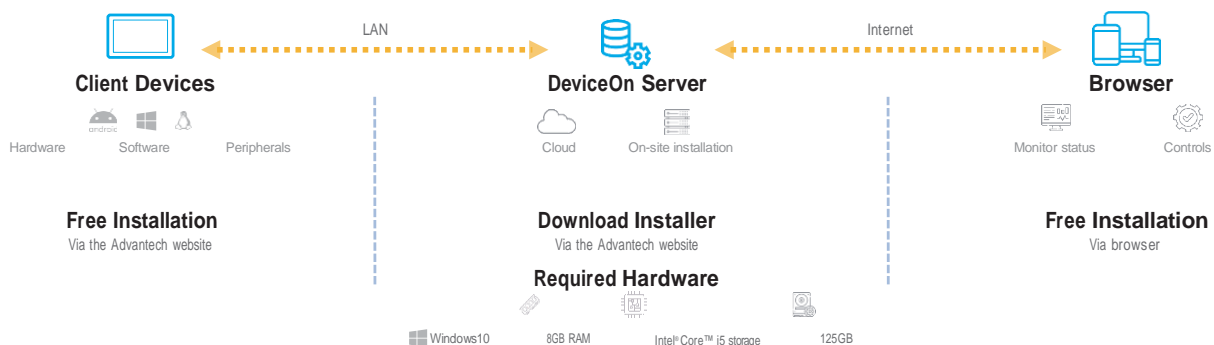 LAN
Internet
Client Devices
DeviceOn Server
Browser
android
Hardware
Software
Peripherals
Cloud
On-site installation
Monitor status
Controls
Free Installation
Via the Advantech website
Download Installer
Via the Advantech website
Free Installation
Via browser
Required Hardware
Windows10
8GB RAM
Intel® Core™ i5 storage
125GB